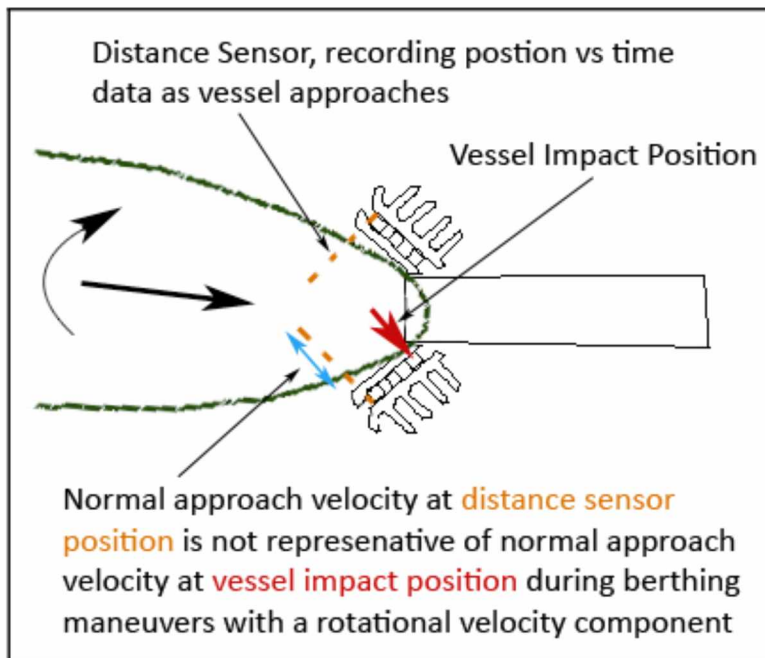 Distance Sensor, recording postion vs time
data as vessel approaches
Vessel Impact Position
Normal approach velocity at distance sensor
position is not represenative of normal approach
velocity at vessel impact position during berthing
maneuvers with a rotational velocity component